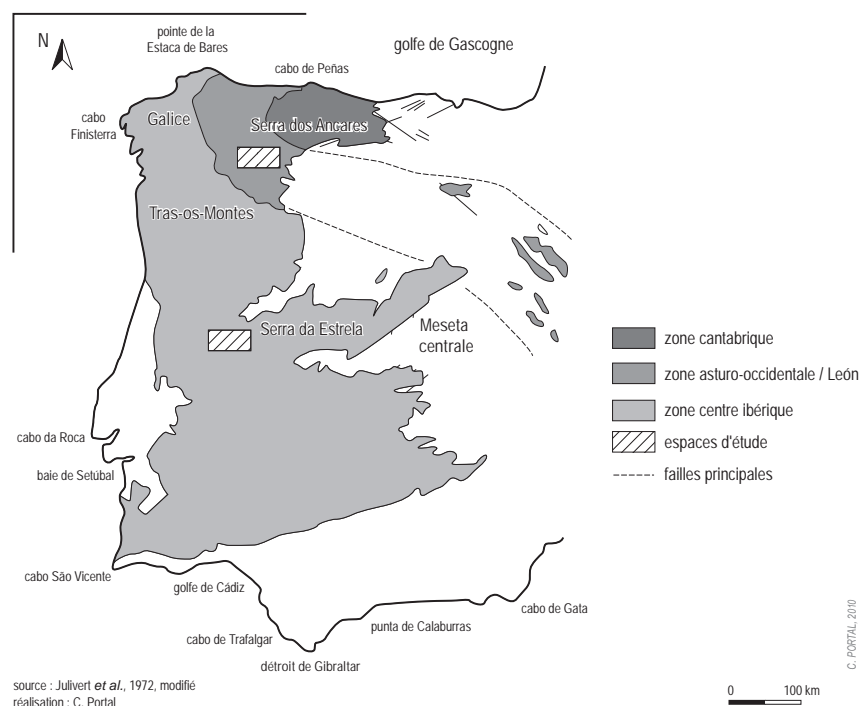 pointe de la
Estaca de Bares
golfe de Gascogne
N
cabo de Peñas
cabo
Finisterra
Galice
Serra dos Ancares
Tras-os-Montes
Serra da Estrela
Meseta
centrale
zone cantabrique
zone asturo-occidentale / León
zone centre ibérique
espaces d'étude
failles principales
cabo da Roca
baie de Setúbal
cabo São Vicente
golfe de Cádiz
cabo de Gata
punta de Calaburras
cabo de Trafalgar
détroit de Gibraltar
C. PORTAL, 2010
source : Julivert et al., 1972, modifié
réalisation : C. Portal
0 100 km